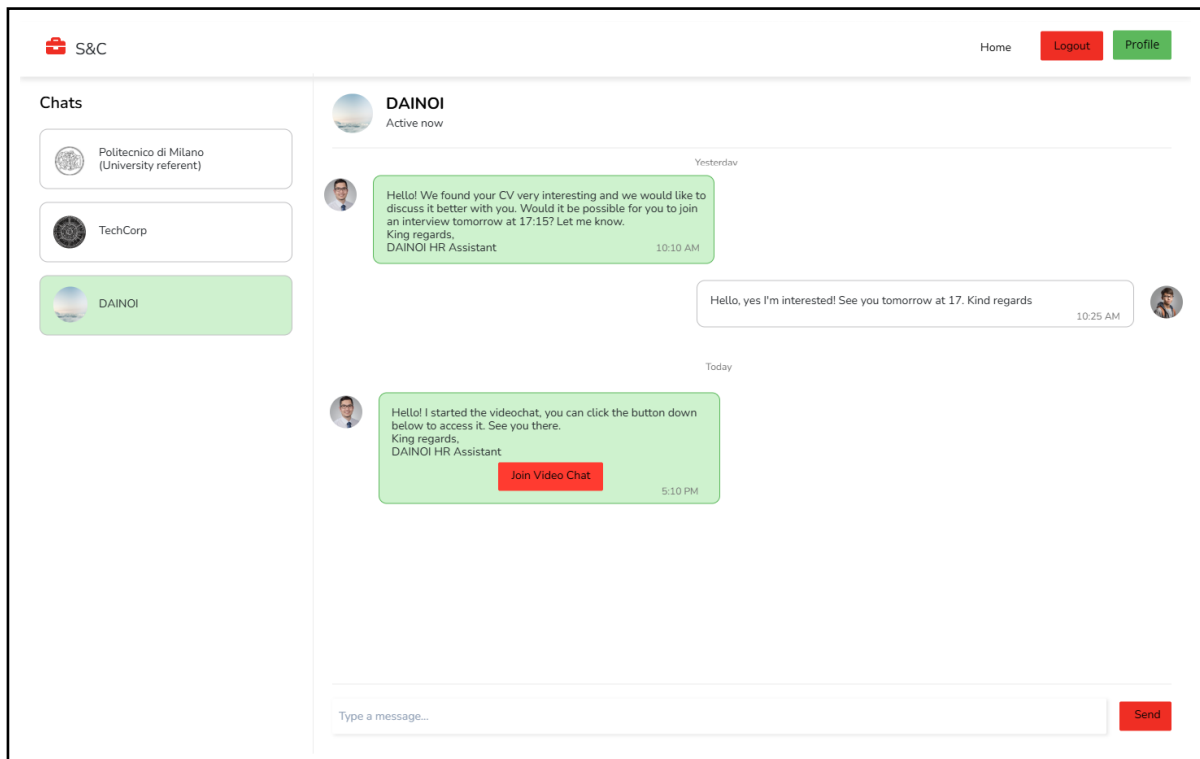 S&C
Home
Logout
Profile
Chats
Politecnico di Milano
(University referent)
TechCorp
DAINOI
DAINOI
Active now
Yesterday
Hello! We found your CV very interesting and we would like to
discuss it better with you. Would it be possible for you to join
an interview tomorrow at 17:15? Let me know.
King regards,
DAINOI HR Assistant
10:10 AM
Hello, yes I'm interested! See you tomorrow at 17. Kind regards
10:25 AM
Today
Hello! I started the videochat, you can click the button down
below to access it. See you there.
King regards,
DAINOI HR Assistant
Join Video Chat
5:10 PM
Type a message...
Send